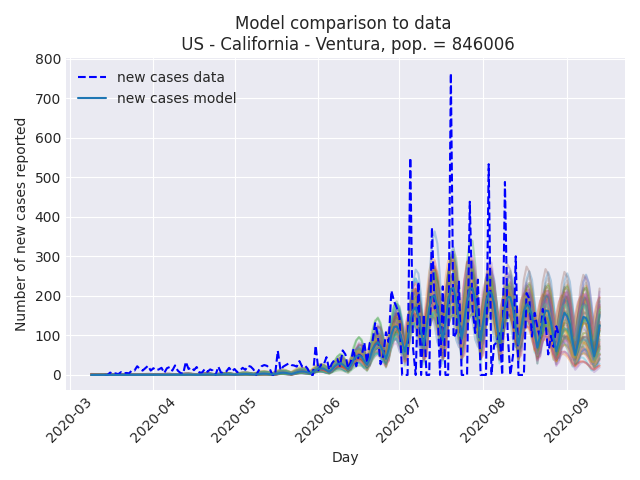 Model comparison to data
US - California - Ventura, pop. = 846006
new cases data
new cases model
Number of new cases reported
800
700
600
500
400
300
200
100
0
2020-03
2020-04
2020-05
2020-06
2020-07
2020-08
2020-09
Day